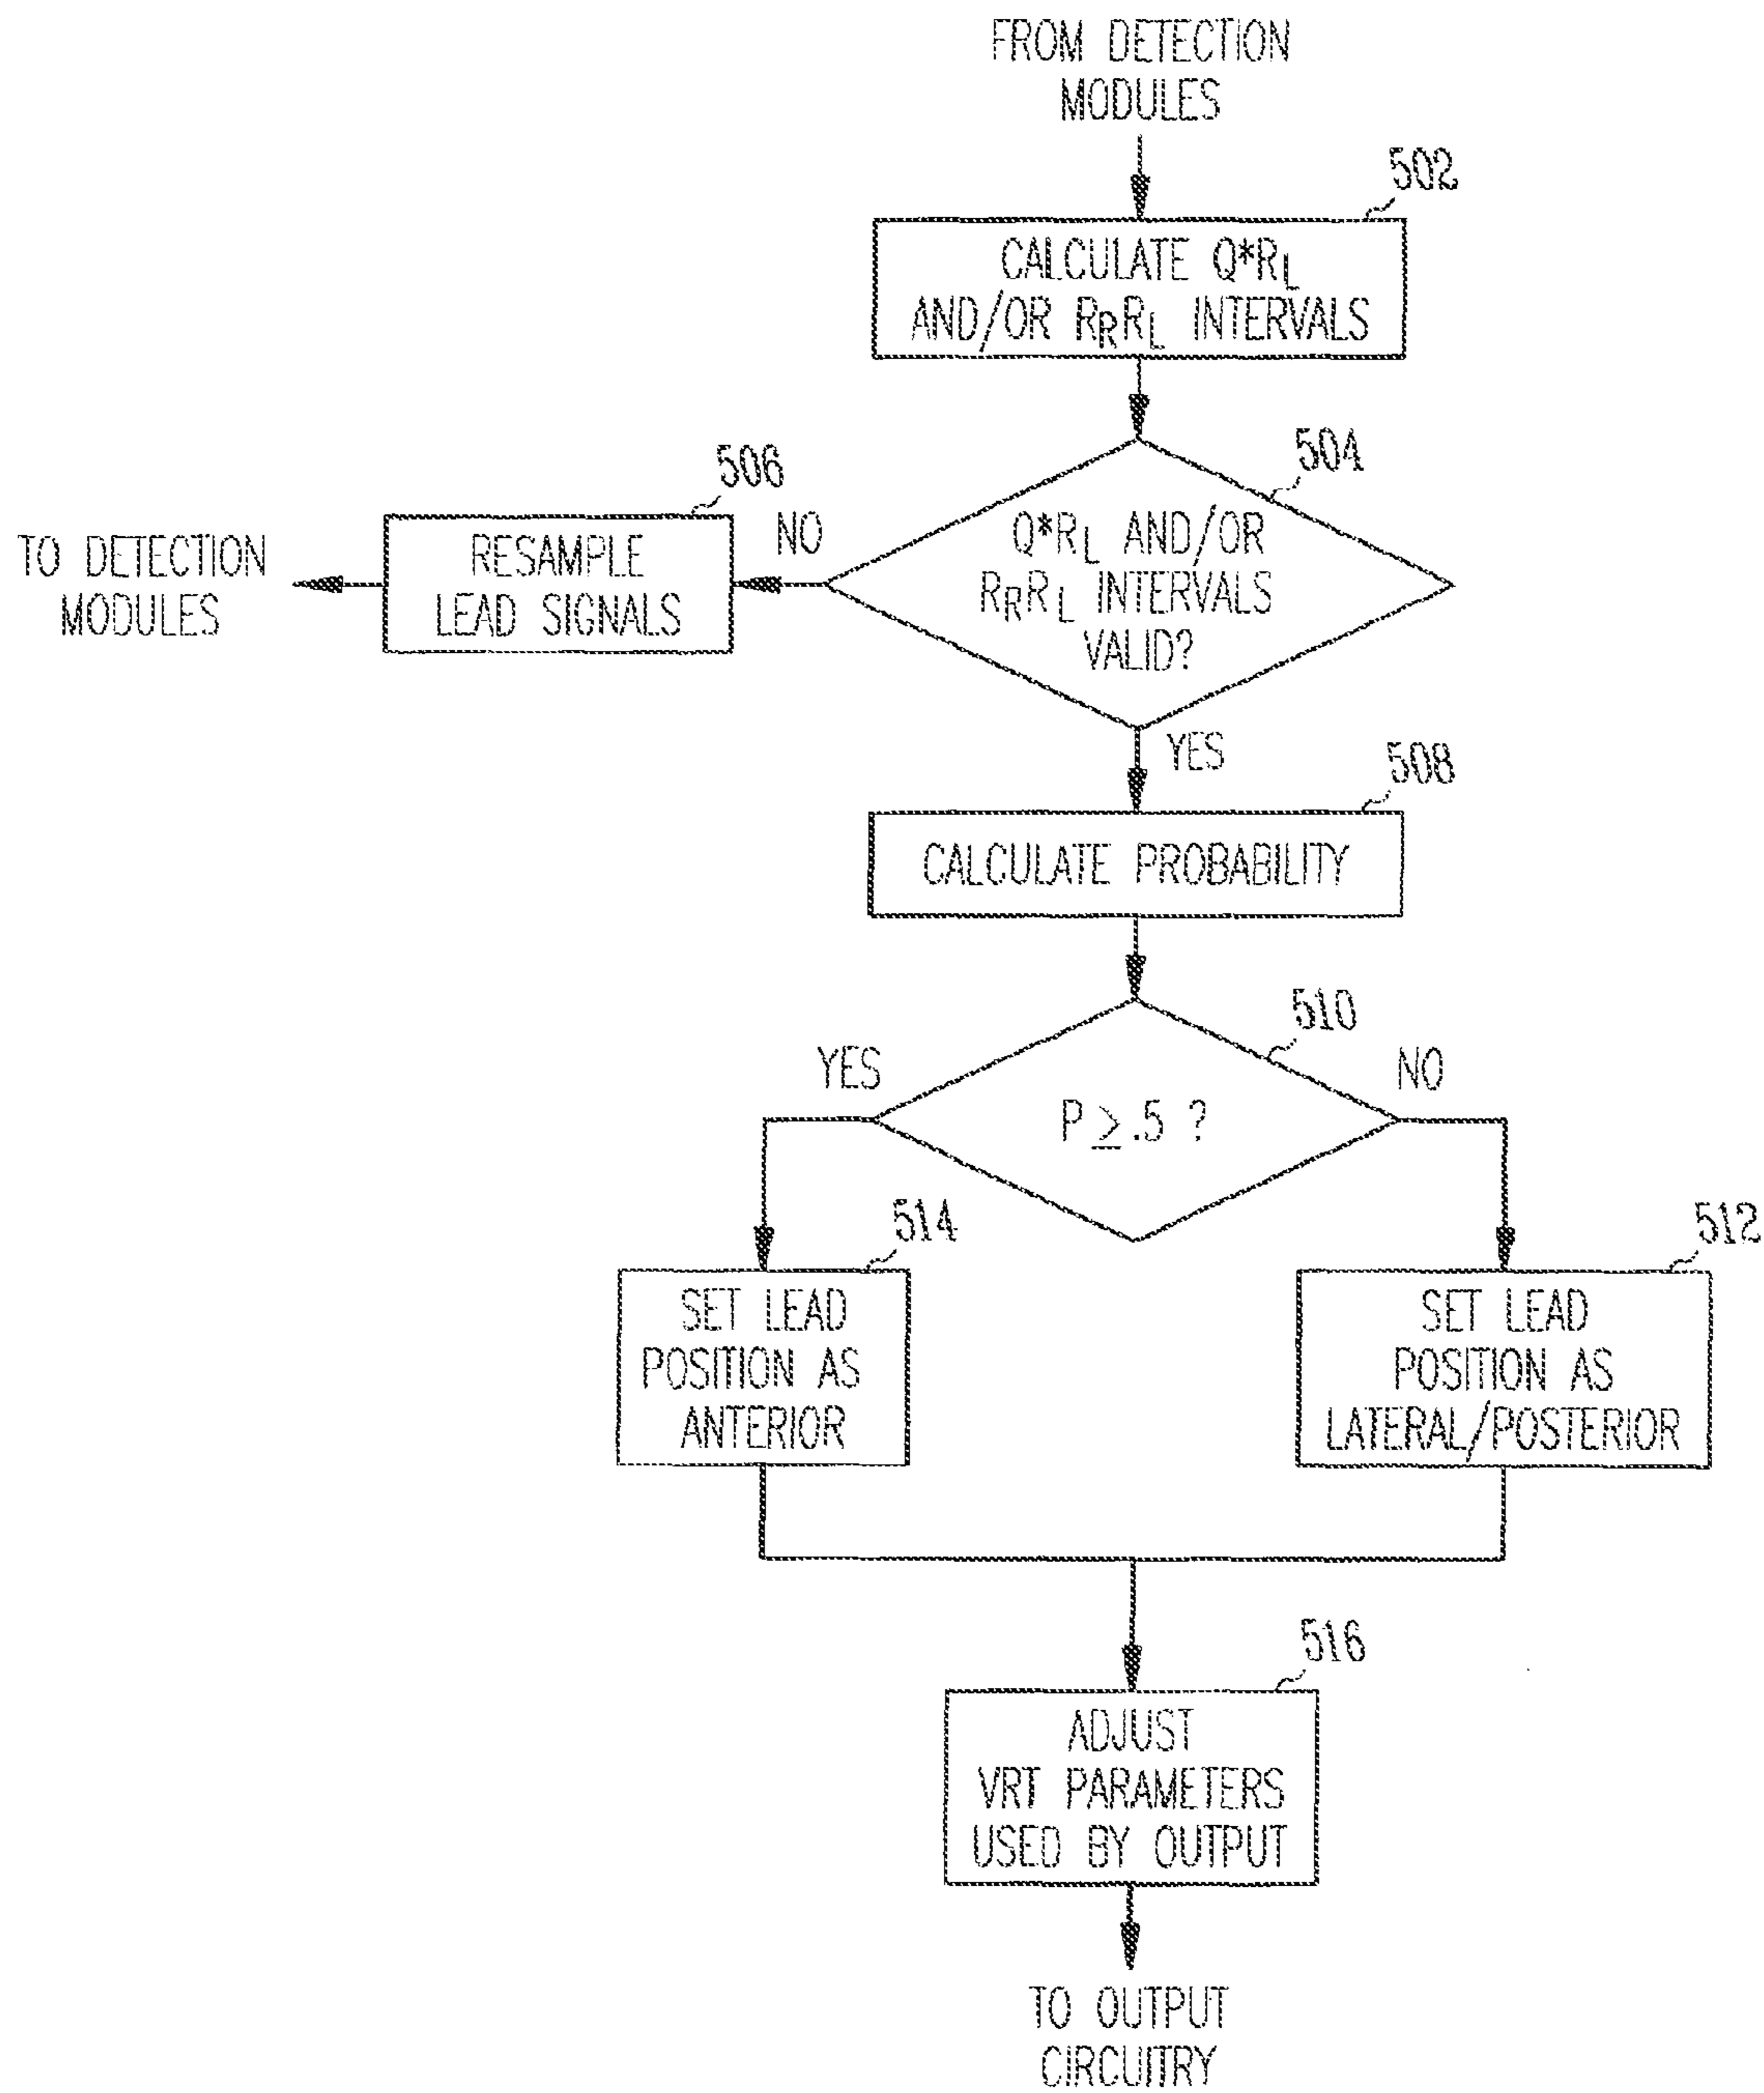 FROM DETECTION
MODULES
502
CALCULATE Q*RL
AND/OR RRRL INTERVALS
504
Q*RL AND/OR
RRRL INTERVALS
VALID?
NO
506
RESAMPLE
LEAD SIGNALS
TO DETECTION
MODULES
YES
508
CALCULATE PROBABILITY
510
P ≥ .5 ?
YES
NO
514
SET LEAD
POSITION AS
ANTERIOR
512
SET LEAD
POSITION AS
LATERAL/POSTERIOR
516
ADJUST
VRT PARAMETERS
USED BY OUTPUT
TO OUTPUT
CIRCUITRY